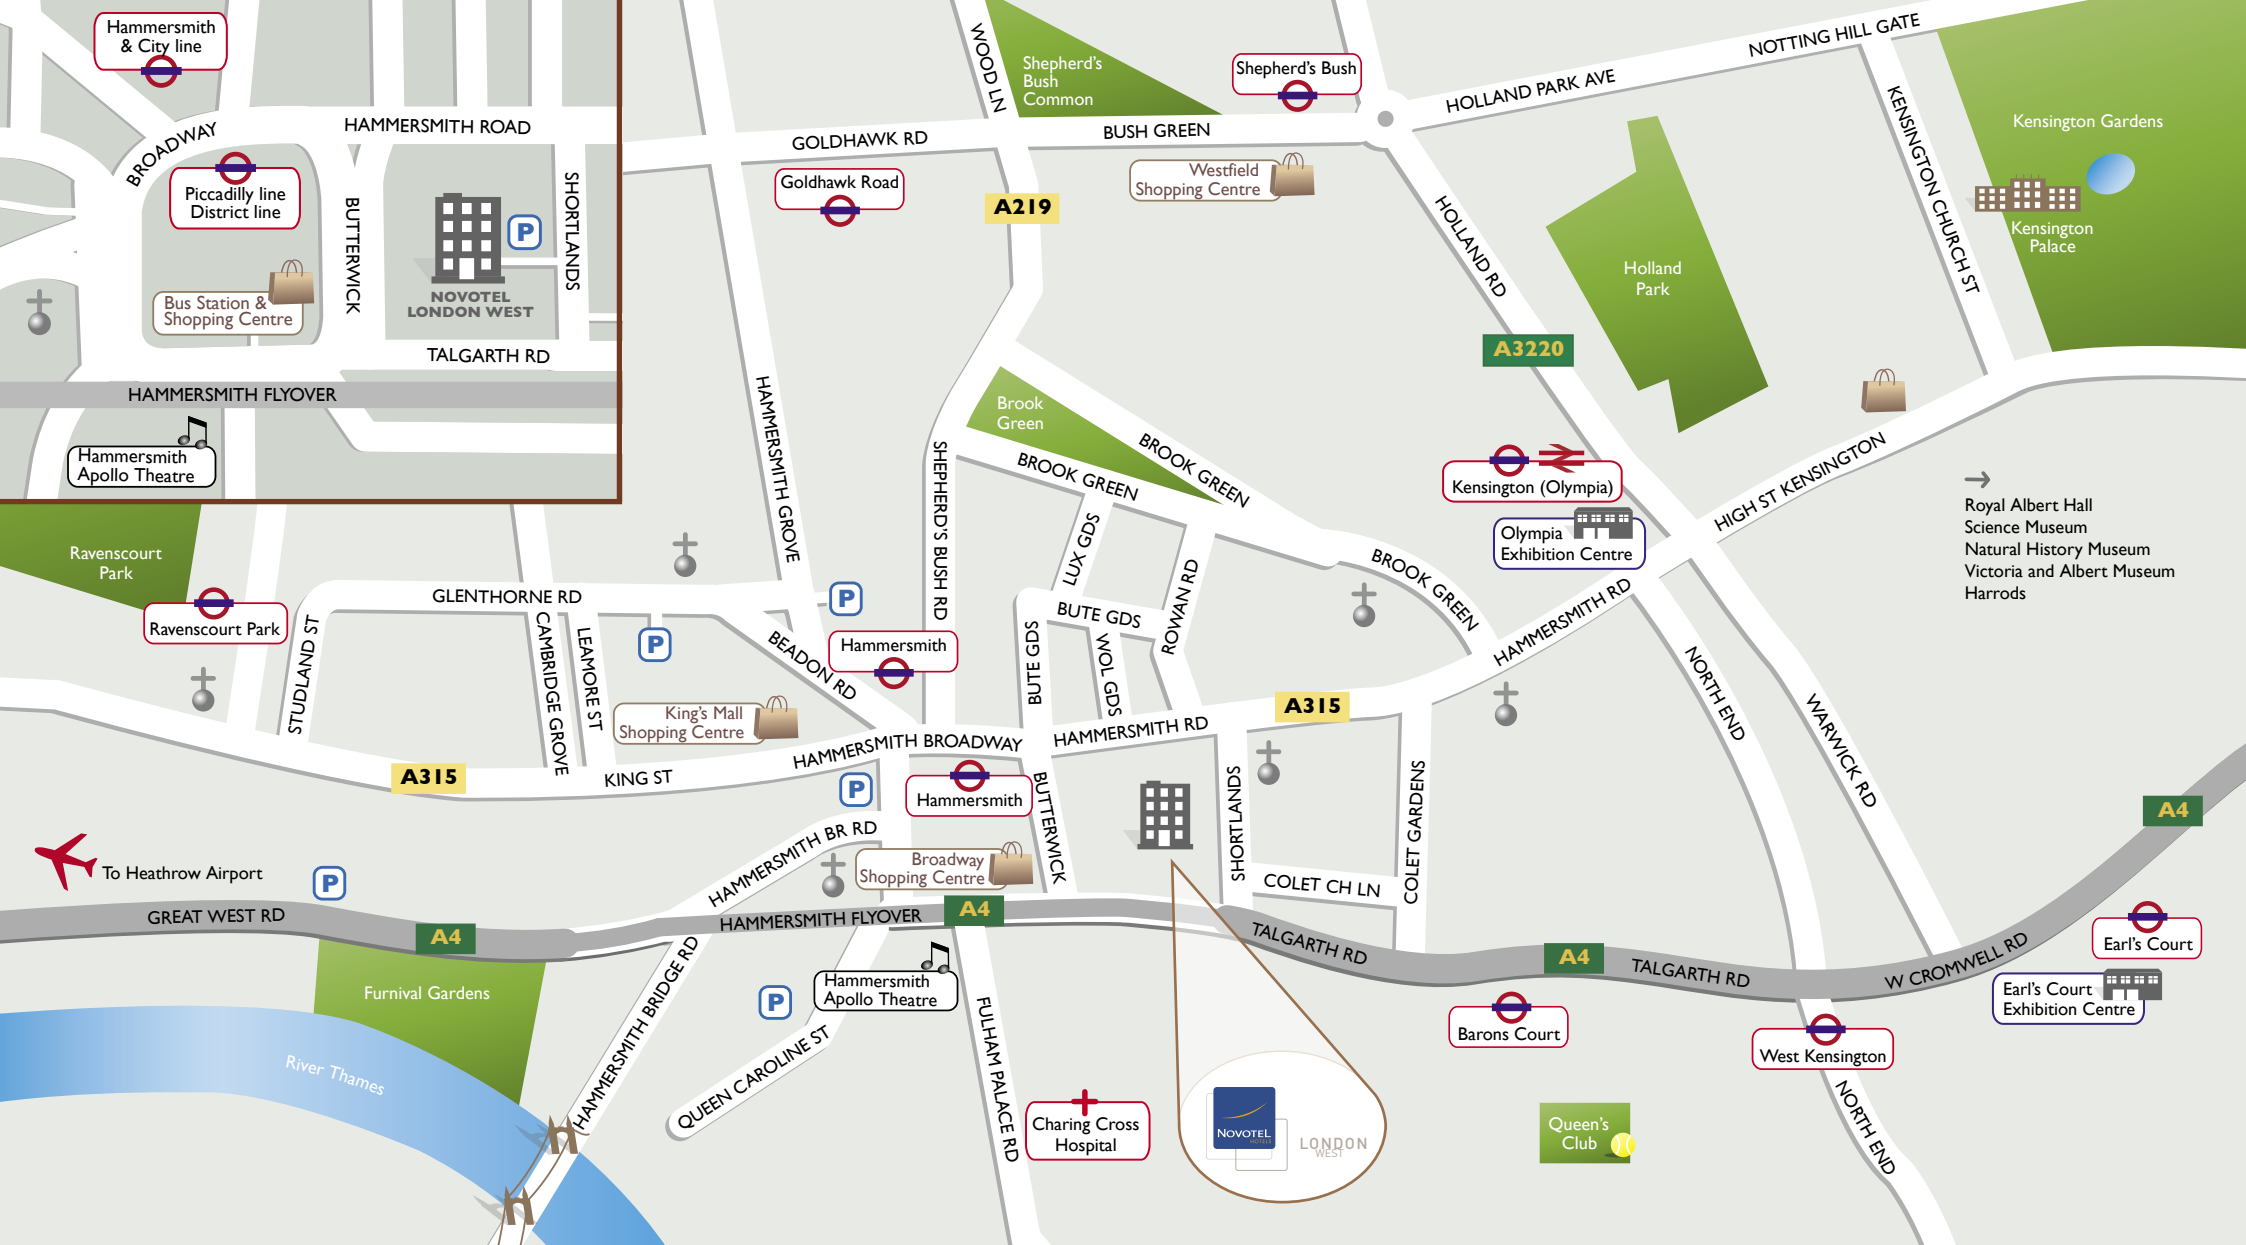 Hammersmith
& City line
BROADWAY
HAMMERSMITH ROAD
Piccadilly line
District line
BUTTERWICK
P
SHORTLANDS
Bus Station &
Shopping Centre
NOVOTEL
LONDON WEST
TALGARTH RD
HAMMERSMITH FLYOVER
Hammersmith
Apollo Theatre
WOOD LN
Shepherd's
Bush
Common
Shepherd's Bush
NOTTING HILL GATE
HOLLAND PARK AVE
GOLDHAWK RD
BUSH GREEN
Goldhawk Road
Westfield
Shopping Centre
A219
HOLLAND RD
KENSINGTON CHURCH ST
Kensington Gardens
Kensington
Palace
Holland
Park
A3220
HAMMERSMITH GROVE
Brook
Green
BROOK GREEN
BROOK GREEN
BROOK GREEN
SHEPHERD'S BUSH RD
Kensington (Olympia)
Olympia
Exhibition Centre
HIGH ST KENSINGTON
Royal Albert Hall
Science Museum
Natural History Museum
Victoria and Albert Museum
Harrods
Ravenscourt
Park
Ravenscourt Park
GLENTHORNE RD
P
P
STUDLAND ST
CAMBRIDGE GROVE
LEAMORE ST
BEADON RD
Hammersmith
LUX GDS
BUTE GDS
BUTE GDS
WOL GDS
ROWAN RD
HAMMERSMITH RD
NORTH END
WARWICK RD
King's Mall
Shopping Centre
A315
KING ST
HAMMERSMITH BROADWAY
HAMMERSMITH RD
A315
P
Hammersmith
BUTTERWICK
SHORTLANDS
COLET GARDENS
COLET CH LN
HAMMERSMITH BR RD
Broadway
Shopping Centre
To Heathrow Airport
P
GREAT WEST RD
A4
HAMMERSMITH FLYOVER
A4
TALGARTH RD
A4
TALGARTH RD
W CROMWELL RD
A4
Earl's Court
Earl's Court
Exhibition Centre
Furnival Gardens
River Thames
HAMMERSMITH BRIDGE RD
P
Hammersmith
Apollo Theatre
QUEEN CAROLINE ST
FULHAM PALACE RD
Charing Cross
Hospital
NOVOTEL
HOTELS
LONDON
WEST
Barons Court
West Kensington
Queen's
Club
NORTH END